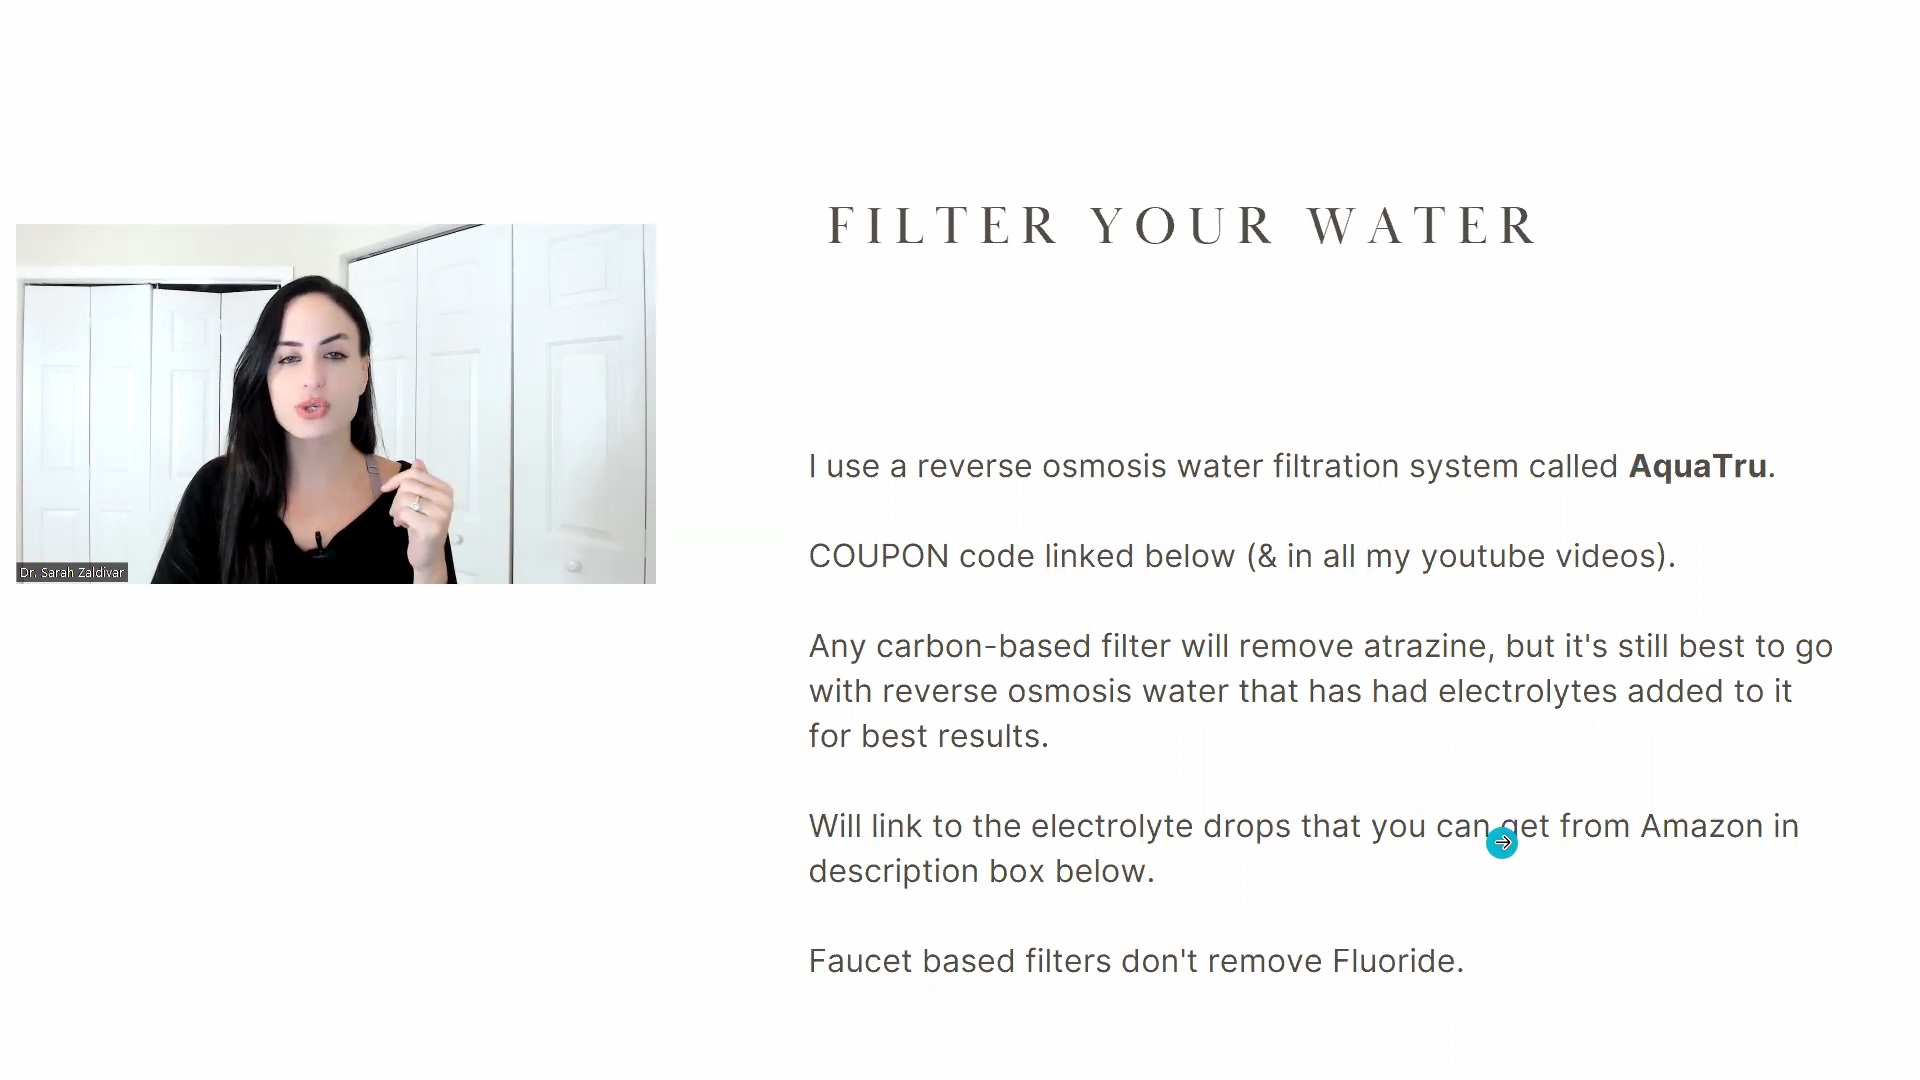 FILTER YOUR WATER
Dr. Sarah Zaldivar
I use a reverse osmosis water filtration system called AquaTru.
COUPON code linked below (& in all my youtube videos).
Any carbon-based filter will remove atrazine, but it's still best to go
with reverse osmosis water that has had electrolytes added to it
for best results.
Will link to the electrolyte drops that you can get from Amazon in
description box below.
Faucet based filters don't remove Fluoride.